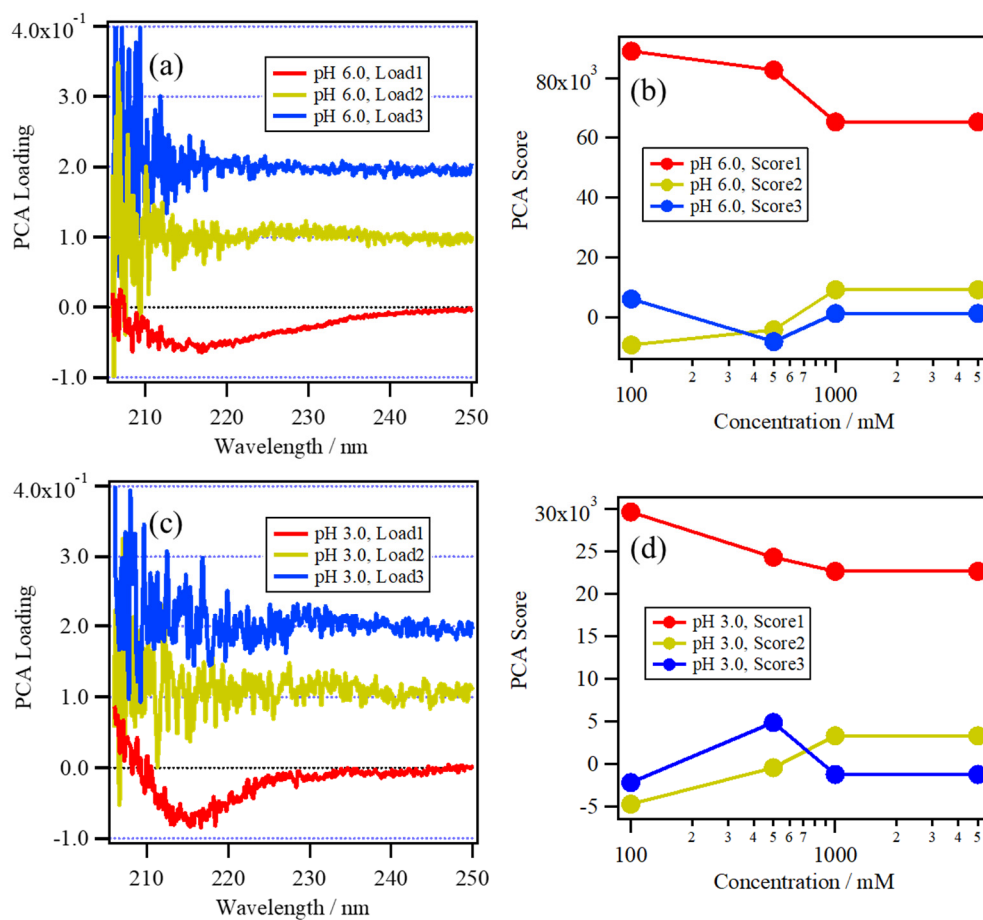 4.0x10-1
3.0
2.0
1.0
0.0
-1.0
(a)
pH 6.0, Load1
pH 6.0, Load2
pH 6.0, Load3
PCA Loading
210
220
230
240
250
Wavelength / nm
80x10³
60
40
20
0
(b)
pH 6.0, Score1
pH 6.0, Score2
pH 6.0, Score3
PCA Score
100
2
3
4
5
6
7
1000
2
3
4
5
Concentration / mM
4.0x10-1
3.0
2.0
1.0
0.0
-1.0
(c)
pH 3.0, Load1
pH 3.0, Load2
pH 3.0, Load3
PCA Loading
210
220
230
240
250
Wavelength / nm
30x10³
25
20
15
10
5
0
-5
(d)
pH 3.0, Score1
pH 3.0, Score2
pH 3.0, Score3
PCA Score
100
2
3
4
5
6
7
1000
2
3
4
5
Concentration / mM